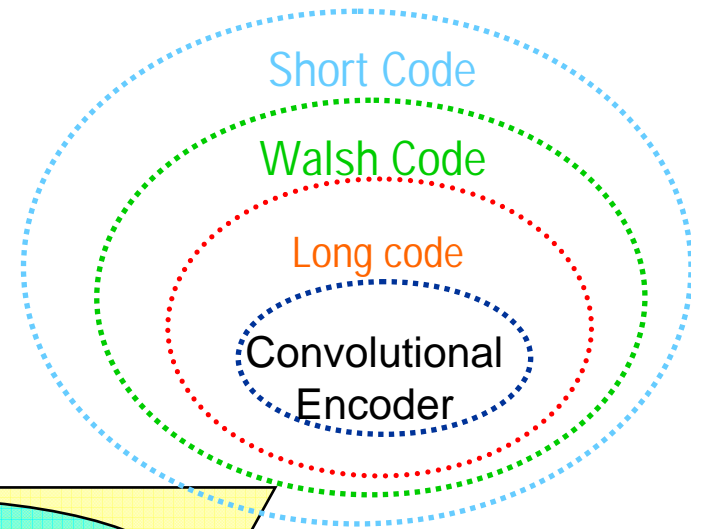 Short Code
Walsh Code
Long code
Convolutional
Encoder